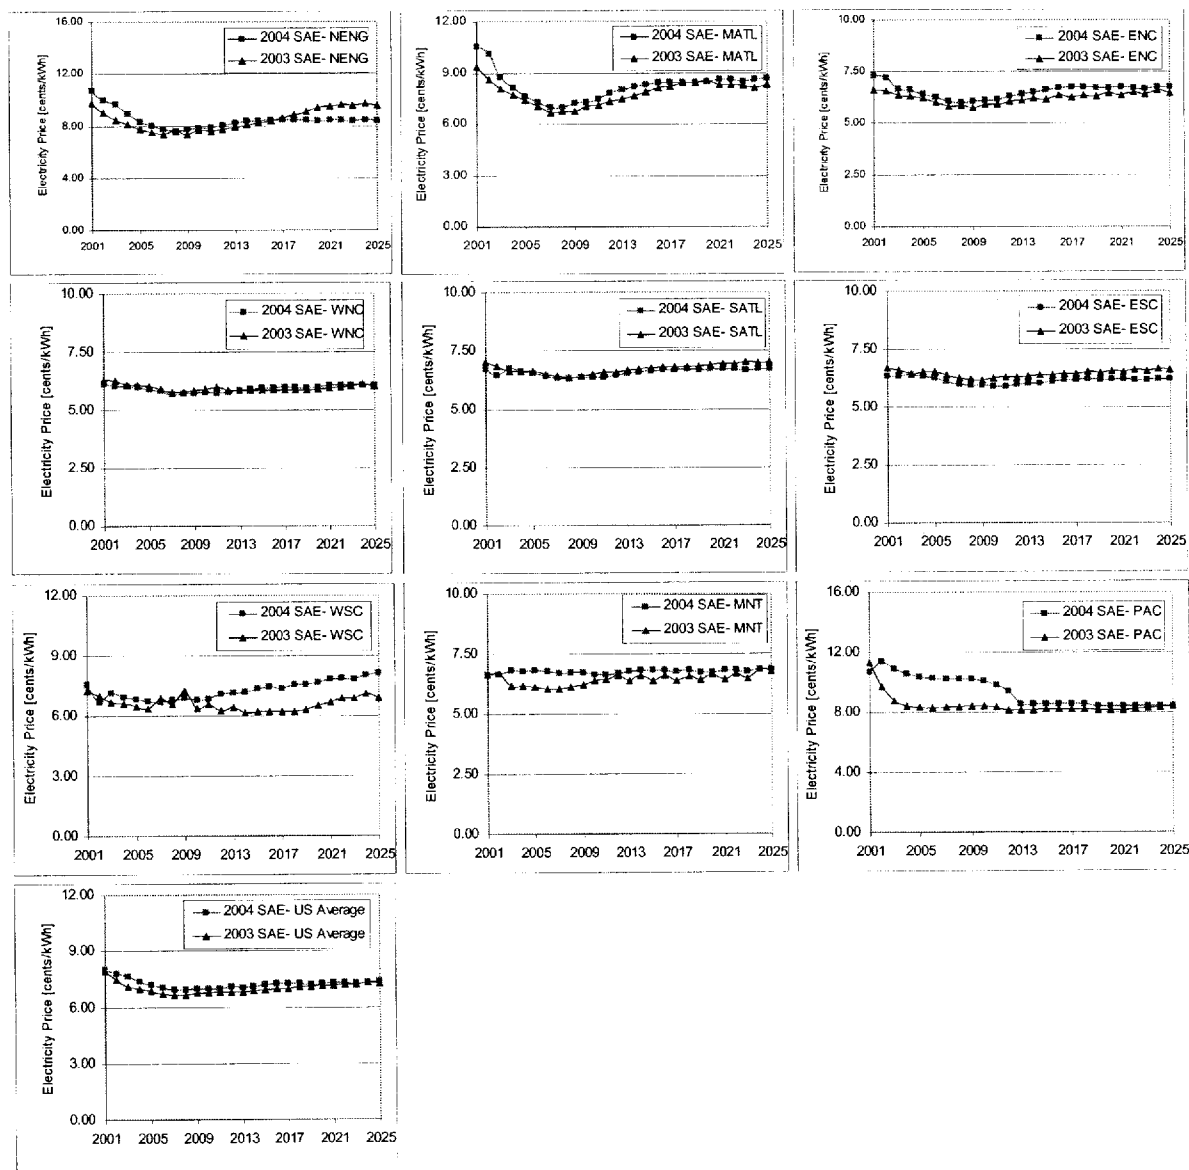 Electricity Price [cents/kWh]
16.00
12.00
8.00
4.00
0.00
2004 SAE- NENG
2003 SAE- NENG
2001 2005 2009 2013 2017 2021 2025
Electricity Price [cents/kWh]
12.00
9.00
6.00
3.00
0.00
2004 SAE- MATL
2003 SAE- MATL
2001 2005 2009 2013 2017 2021 2025
Electricity Price [cents/kWh]
10.00
7.50
5.00
2.50
0.00
2004 SAE- ENC
2003 SAE- ENC
2001 2005 2009 2013 2017 2021 2025
Electricity Price [cents/kWh]
10.00
7.50
5.00
2.50
0.00
2004 SAE- WNC
2003 SAE- WNC
2001 2005 2009 2013 2017 2021 2025
Electricity Price [cents/kWh]
10.00
7.50
5.00
2.50
0.00
2004 SAE- SATL
2003 SAE- SATL
2001 2005 2009 2013 2017 2021 2025
Electricity Price [cents/kWh]
10.00
7.50
5.00
2.50
0.00
2004 SAE- ESC
2003 SAE- ESC
2001 2005 2009 2013 2017 2021 2025
Electricity Price [cents/kWh]
12.00
9.00
6.00
3.00
0.00
2004 SAE- WSC
2003 SAE- WSC
2001 2005 2009 2013 2017 2021 2025
Electricity Price [cents/kWh]
10.00
7.50
5.00
2.50
0.00
2004 SAE- MNT
2003 SAE- MNT
2001 2005 2009 2013 2017 2021 2025
Electricity Price [cents/kWh]
16.00
12.00
8.00
4.00
0.00
2004 SAE- PAC
2003 SAE- PAC
2001 2005 2009 2013 2017 2021 2025
Electricity Price [cents/kWh]
12.00
9.00
6.00
3.00
0.00
2004 SAE- US Average
2003 SAE- US Average
2001 2005 2009 2013 2017 2021 2025